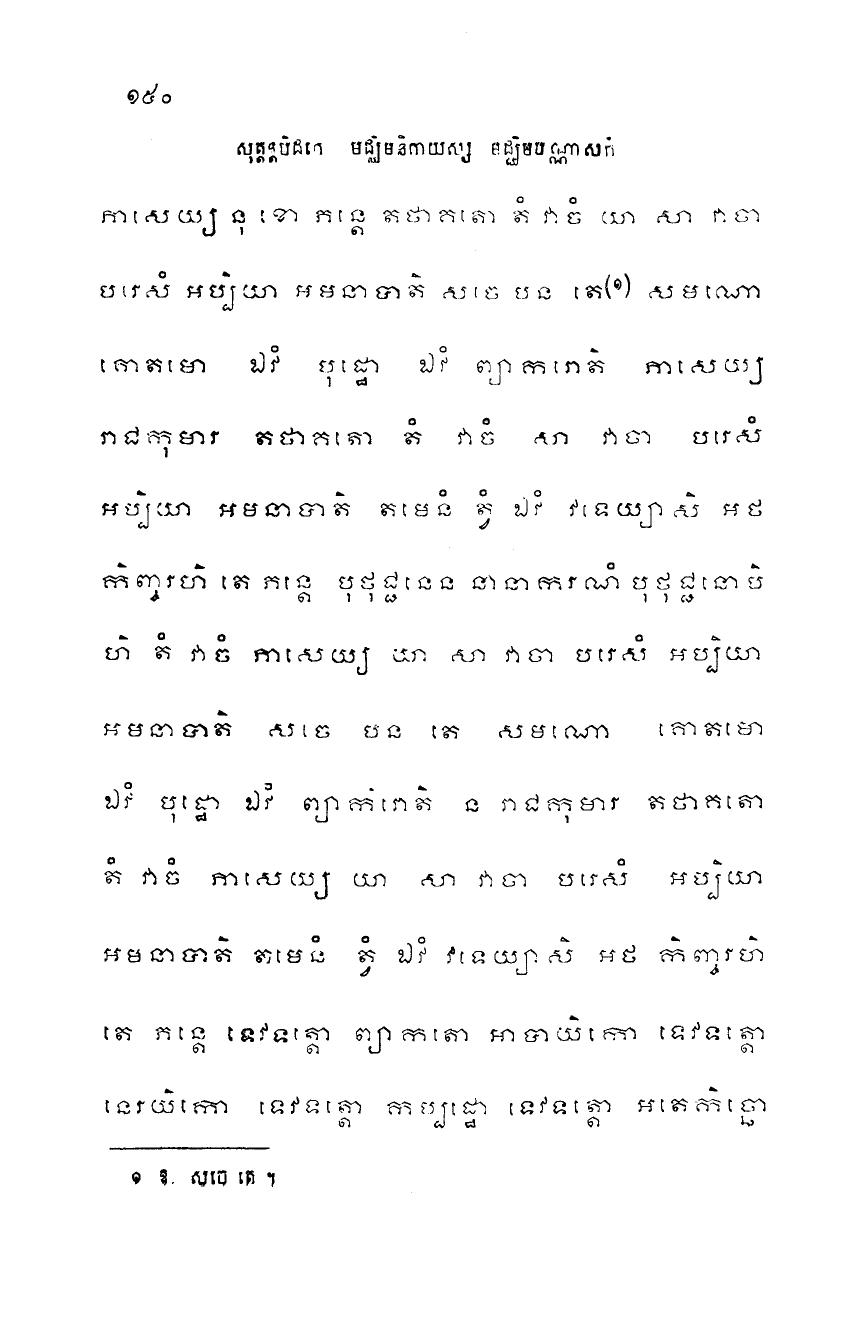 ១៥០
សុត្តន្តបិដកេ មជ្ឈិមនិកាយស្ស មជ្ឈិមបណ្ណាសកំ
ភាសេយ្យ នុ ខោ ភន្តេ តថាគតោ តំ វាចំ យា សា វាចា
បរេសំ អប្បិយា អមនាបាតិ សចេ បន តេ(១) សមណោ
គោតមោ ឯវំ បុដ្ឋោ ឯវំ ព្យាករោតិ ភាសេយ្យ
រាជកុមារ តថាគតោ តំ វាចំ សា វាចា បរេសំ
អប្បិយា អមនាបាតិ តមេនំ ត្វំ ឯវំ វទេយ្យាសិ អថ
កិញ្ចរហិ តេ ភន្តេ បុថុជ្ជនេន នានាករណំ បុថុជ្ជនោបិ
ហិ តំ វាចំ ភាសេយ្យ យា សា វាចា បរេសំ អប្បិយា
អមនាបាតិ សចេ បន តេ សមណោ គោតមោ
ឯវំ បុដ្ឋោ ឯវំ ព្យាករោតិ ន រាជកុមារ តថាគតោ
តំ វាចំ ភាសេយ្យ យា សា វាចា បរេសំ អប្បិយា
អមនាបាតិ តមេនំ ត្វំ ឯវំ វទេយ្យាសិ អថ កិញ្ចរហិ
តេ ភន្តេ ទេវទត្តោ ព្យាកតោ អាបាយិកោ ទេវទត្តោ
នេរយិកោ ទេវទត្តោ កប្បដ្ឋោ ទេវទត្តោ អតេកិច្ឆោ
១ ឱ. សចេ តេ ។